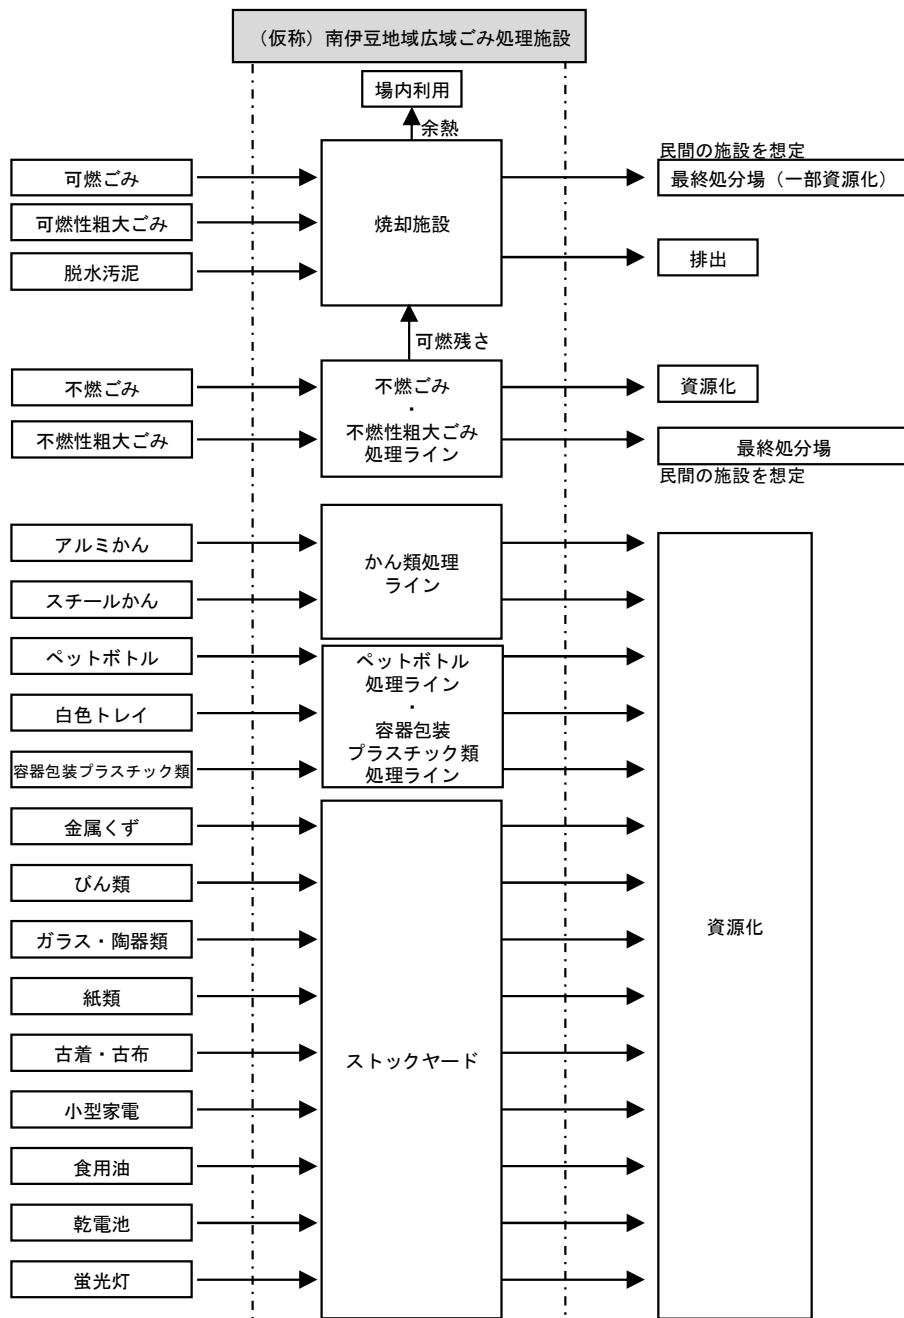 （仮称）南伊豆地域広域ごみ処理施設
場内利用
余熱
民間の施設を想定
可燃ごみ
最終処分場（一部資源化）
可燃性粗大ごみ
焼却施設
脱水汚泥
排出
可燃残さ
不燃ごみ
不燃ごみ
・
不燃性粗大ごみ
処理ライン
資源化
不燃性粗大ごみ
最終処分場
民間の施設を想定
アルミかん
かん類処理
ライン
スチールかん
ペットボトル
ペットボトル
処理ライン
・
容器包装
プラスチック類
処理ライン
白色トレイ
容器包装プラスチック類
金属くず
びん類
ガラス・陶器類
資源化
紙類
古着・古布
ストックヤード
小型家電
食用油
乾電池
蛍光灯